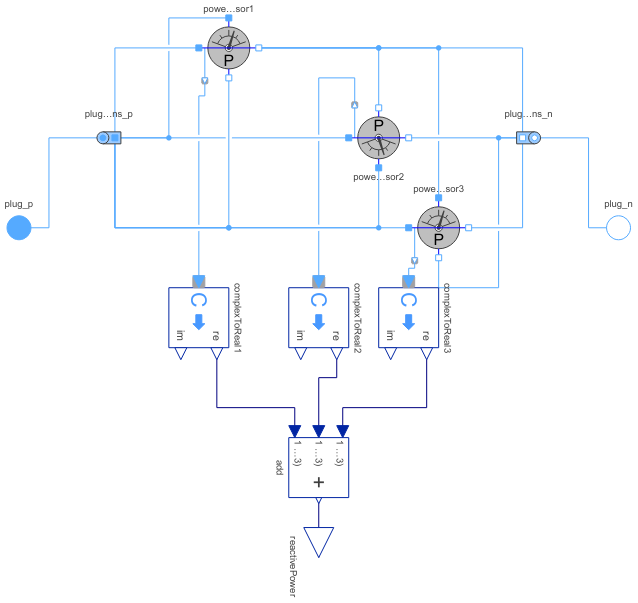 powe...sor1
P
plug...ns_p
plug...ns_n
P
powe...sor2
powe...sor3
plug_p
plug_n
P
C
im
re
complexToReal1
C
im
re
complexToReal2
C
im
re
complexToReal3
1 ...3)
1 ...3)
1 ...3)
+
add
reactivePower